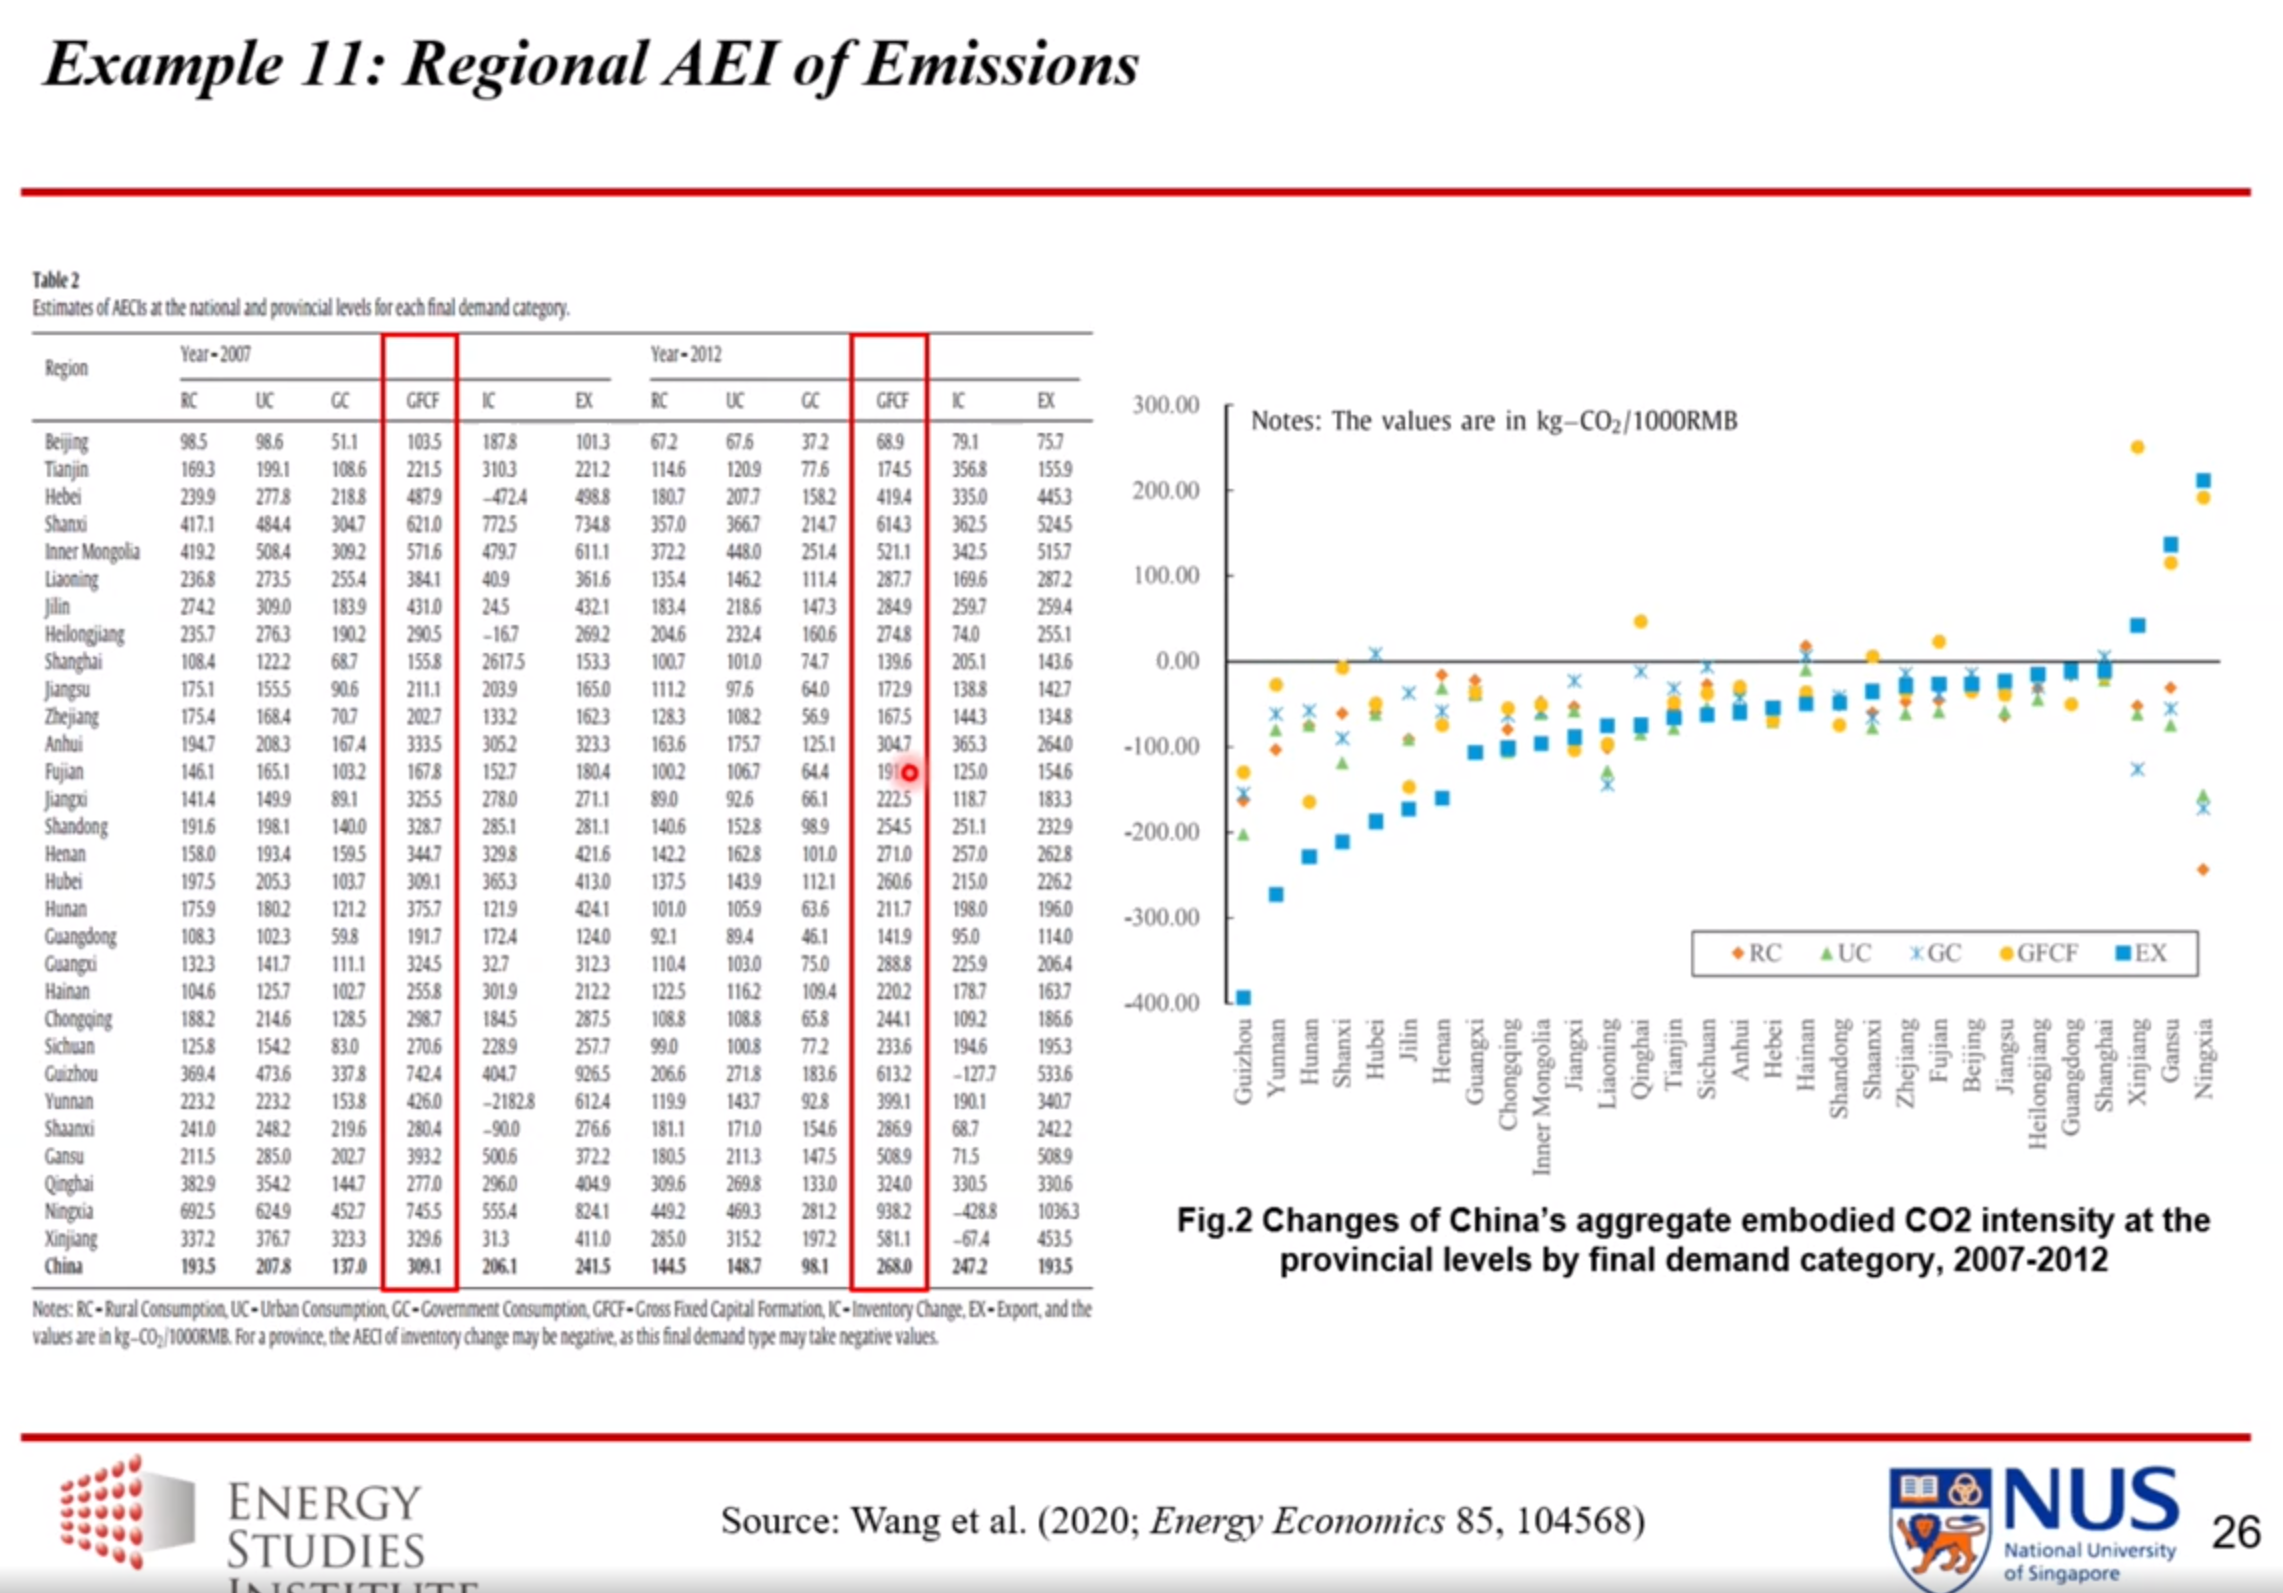 Example 11: Regional AEI of Emissions
Table 2
Estimates of AECIs at the national and provincial levels for each final demand category.
Region Year=2007 Year=2012
RC UC GC GFCF IC EX RC UC GC GFCF IC EX
Beijing 98.5 98.6 51.1 103.5 187.8 101.3 67.2 67.6 37.2 68.9 79.1 75.7
Tianjin 169.3 199.1 108.6 221.5 310.3 221.2 114.6 120.9 77.6 174.5 356.8 155.9
Hebei 239.9 277.8 218.8 487.9 −472.4 498.8 180.7 207.7 158.2 419.4 335.0 445.3
Shanxi 417.1 484.4 304.7 621.0 772.5 734.8 357.0 366.7 214.7 614.3 362.5 524.5
Inner Mongolia 419.2 508.4 309.2 571.6 479.7 611.1 372.2 448.0 251.4 521.1 342.5 515.7
Liaoning 236.8 273.5 255.4 384.1 40.9 361.6 135.4 146.2 111.4 287.7 169.6 287.2
Jilin 274.2 309.0 183.9 431.0 24.5 432.1 183.4 218.6 147.3 284.9 259.7 259.4
Heilongjiang 235.7 276.3 190.2 290.5 −16.7 269.2 204.6 232.4 160.6 274.8 74.0 255.1
Shanghai 108.4 122.2 68.7 155.8 2617.5 153.3 100.7 101.0 74.7 139.6 205.1 143.6
Jiangsu 175.1 155.5 90.6 211.1 203.9 165.0 111.2 97.6 64.0 172.9 138.8 142.7
Zhejiang 175.4 168.4 70.7 202.7 133.2 162.3 128.3 108.2 56.9 167.5 144.3 134.8
Anhui 194.7 208.3 167.4 333.5 305.2 323.3 163.6 175.7 125.1 304.7 365.3 264.0
Fujian 146.1 165.1 103.2 167.8 152.7 180.4 100.2 106.7 64.4 125.0 154.6
Jiangxi 141.4 149.9 89.1 325.5 278.0 271.1 89.0 92.6 66.1 222.5 118.7 183.3
Shandong 191.6 198.1 140.0 328.7 285.1 281.1 140.6 152.8 98.9 254.5 251.1 232.9
Henan 158.0 193.4 159.5 344.7 329.8 421.6 142.2 162.8 101.0 271.0 257.0 262.8
Hubei 197.5 205.3 103.7 309.1 365.3 413.0 137.5 143.9 112.1 260.6 215.0 226.2
Hunan 175.9 180.2 121.2 375.7 121.9 424.1 101.0 105.9 63.6 211.7 198.0 196.0
Guangdong 108.3 102.3 59.8 191.7 172.4 124.0 92.1 89.4 46.1 141.9 95.0 114.0
Guangxi 132.3 141.7 111.1 324.5 32.7 312.3 110.4 103.0 75.0 288.8 225.9 206.4
Hainan 104.6 125.7 102.7 255.8 301.9 212.2 122.5 116.2 109.4 220.2 178.7 163.7
Chongqing 188.2 214.6 128.5 298.7 184.5 287.5 108.8 108.8 65.8 244.1 109.2 186.6
Sichuan 125.8 154.2 83.0 270.6 228.9 257.7 99.0 100.8 77.2 233.6 194.6 195.3
Guizhou 369.4 473.6 337.8 742.4 404.7 926.5 206.6 271.8 183.6 613.2 −127.7 533.6
Yunnan 223.2 223.2 153.8 426.0 −2182.8 612.4 119.9 143.7 92.8 399.1 190.1 340.7
Shaanxi 241.0 248.2 219.6 280.4 −90.0 276.6 181.1 171.0 154.6 286.9 68.7 242.2
Gansu 211.5 285.0 202.7 393.2 500.6 372.2 180.5 211.3 147.5 508.9 71.5 508.9
Qinghai 382.9 354.2 144.7 277.0 296.0 404.9 309.6 269.8 133.0 324.0 330.5 330.6
Ningxia 692.5 624.9 452.7 745.5 555.4 824.1 449.2 469.3 281.2 938.2 −428.8 1036.3
Xinjiang 337.2 376.7 323.3 329.6 31.3 411.0 285.0 315.2 197.2 581.1 −67.4 453.5
China 193.5 207.8 137.0 309.1 206.1 241.5 144.5 148.7 98.1 268.0 247.2 193.5
Notes: RC=Rural Consumption, UC=Urban Consumption, GC=Government Consumption, GFCF=Gross Fixed Capital Formation, IC=Inventory Change, EX=Export, and the
values are in kg–CO2/1000RMB. For a province, the AECI of inventory change may be negative, as this final demand type may take negative values.
Notes: The values are in kg–CO2/1000RMB
300.00
200.00
100.00
0.00
-100.00
-200.00
-300.00
-400.00
RC UC GC GFCF EX
Guizhou
Yunnan
Hunan
Shanxi
Hubei
Jilin
Henan
Guangxi
Chongqing
Inner Mongolia
Jiangxi
Liaoning
Qinghai
Tianjin
Sichuan
Anhui
Hebei
Hainan
Shandong
Shaanxi
Zhejiang
Fujian
Beijing
Jiangsu
Heilongjiang
Guangdong
Shanghai
Xinjiang
Gansu
Ningxia
Fig.2 Changes of China's aggregate embodied CO2 intensity at the
provincial levels by final demand category, 2007-2012
ENERGY
STUDIES
INSTITUTE
Source: Wang et al. (2020; Energy Economics 85, 104568)
NUS
National University
of Singapore
26